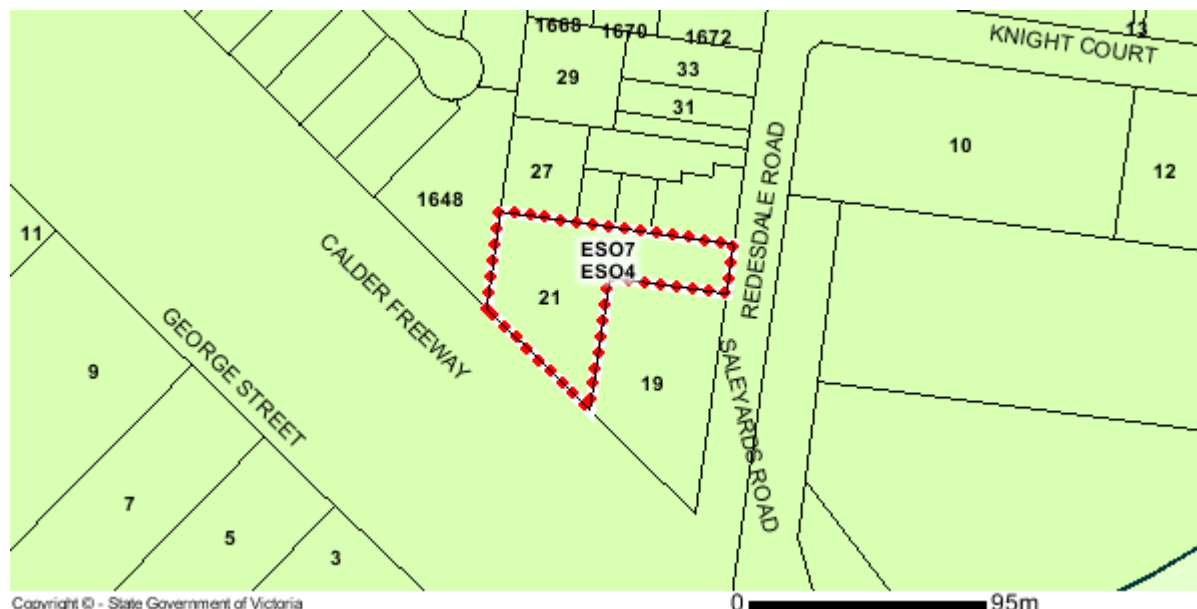 1668
1670
1672
13
KNIGHT COURT
29
33
31
10
12
27
1648
REDESDALE ROAD
11
CALDER FREEWAY
ESO7
ESO4
21
GEORGE STREET
9
19
SALEYARDS ROAD
7
5
3
Copyright © - State Government of Victoria
0
95m